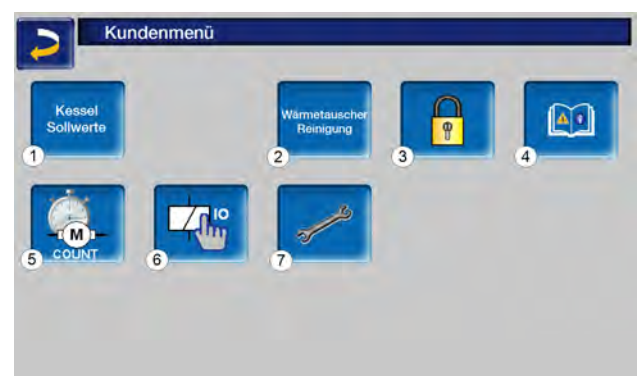 Kundenmenü
Kessel
Sollwerte
1
Wärmetauscher
Reinigung
2
3
4
M
COUNT
5
IO
6
7